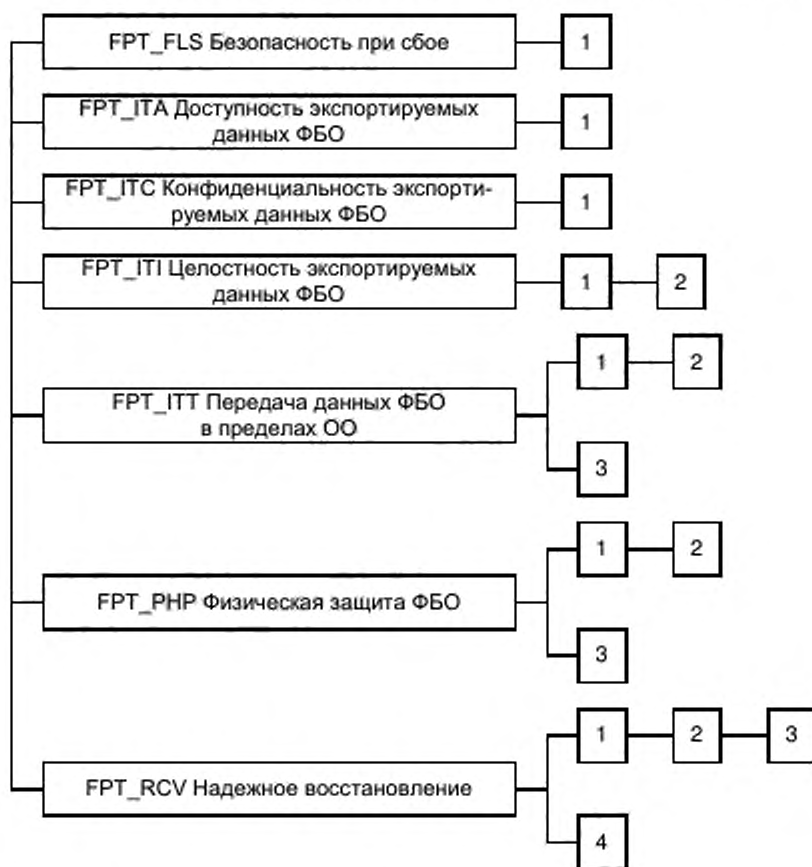 FPT_FLS Безопасность при сбое 1
FPT_ITA Доступность экспортируемых
данных ФБО
1
FPT_ITC Конфиденциальность экспорти-
руемых данных ФБО
1
FPT_ITI Целостность экспортируемых
данных ФБО
1 2
1 2
FPT_ITT Передача данных ФБО
в пределах ОО
3
1 2
FPT_PHP Физическая защита ФБО
3
1 2 3
FPT_RCV Надежное восстановление
4